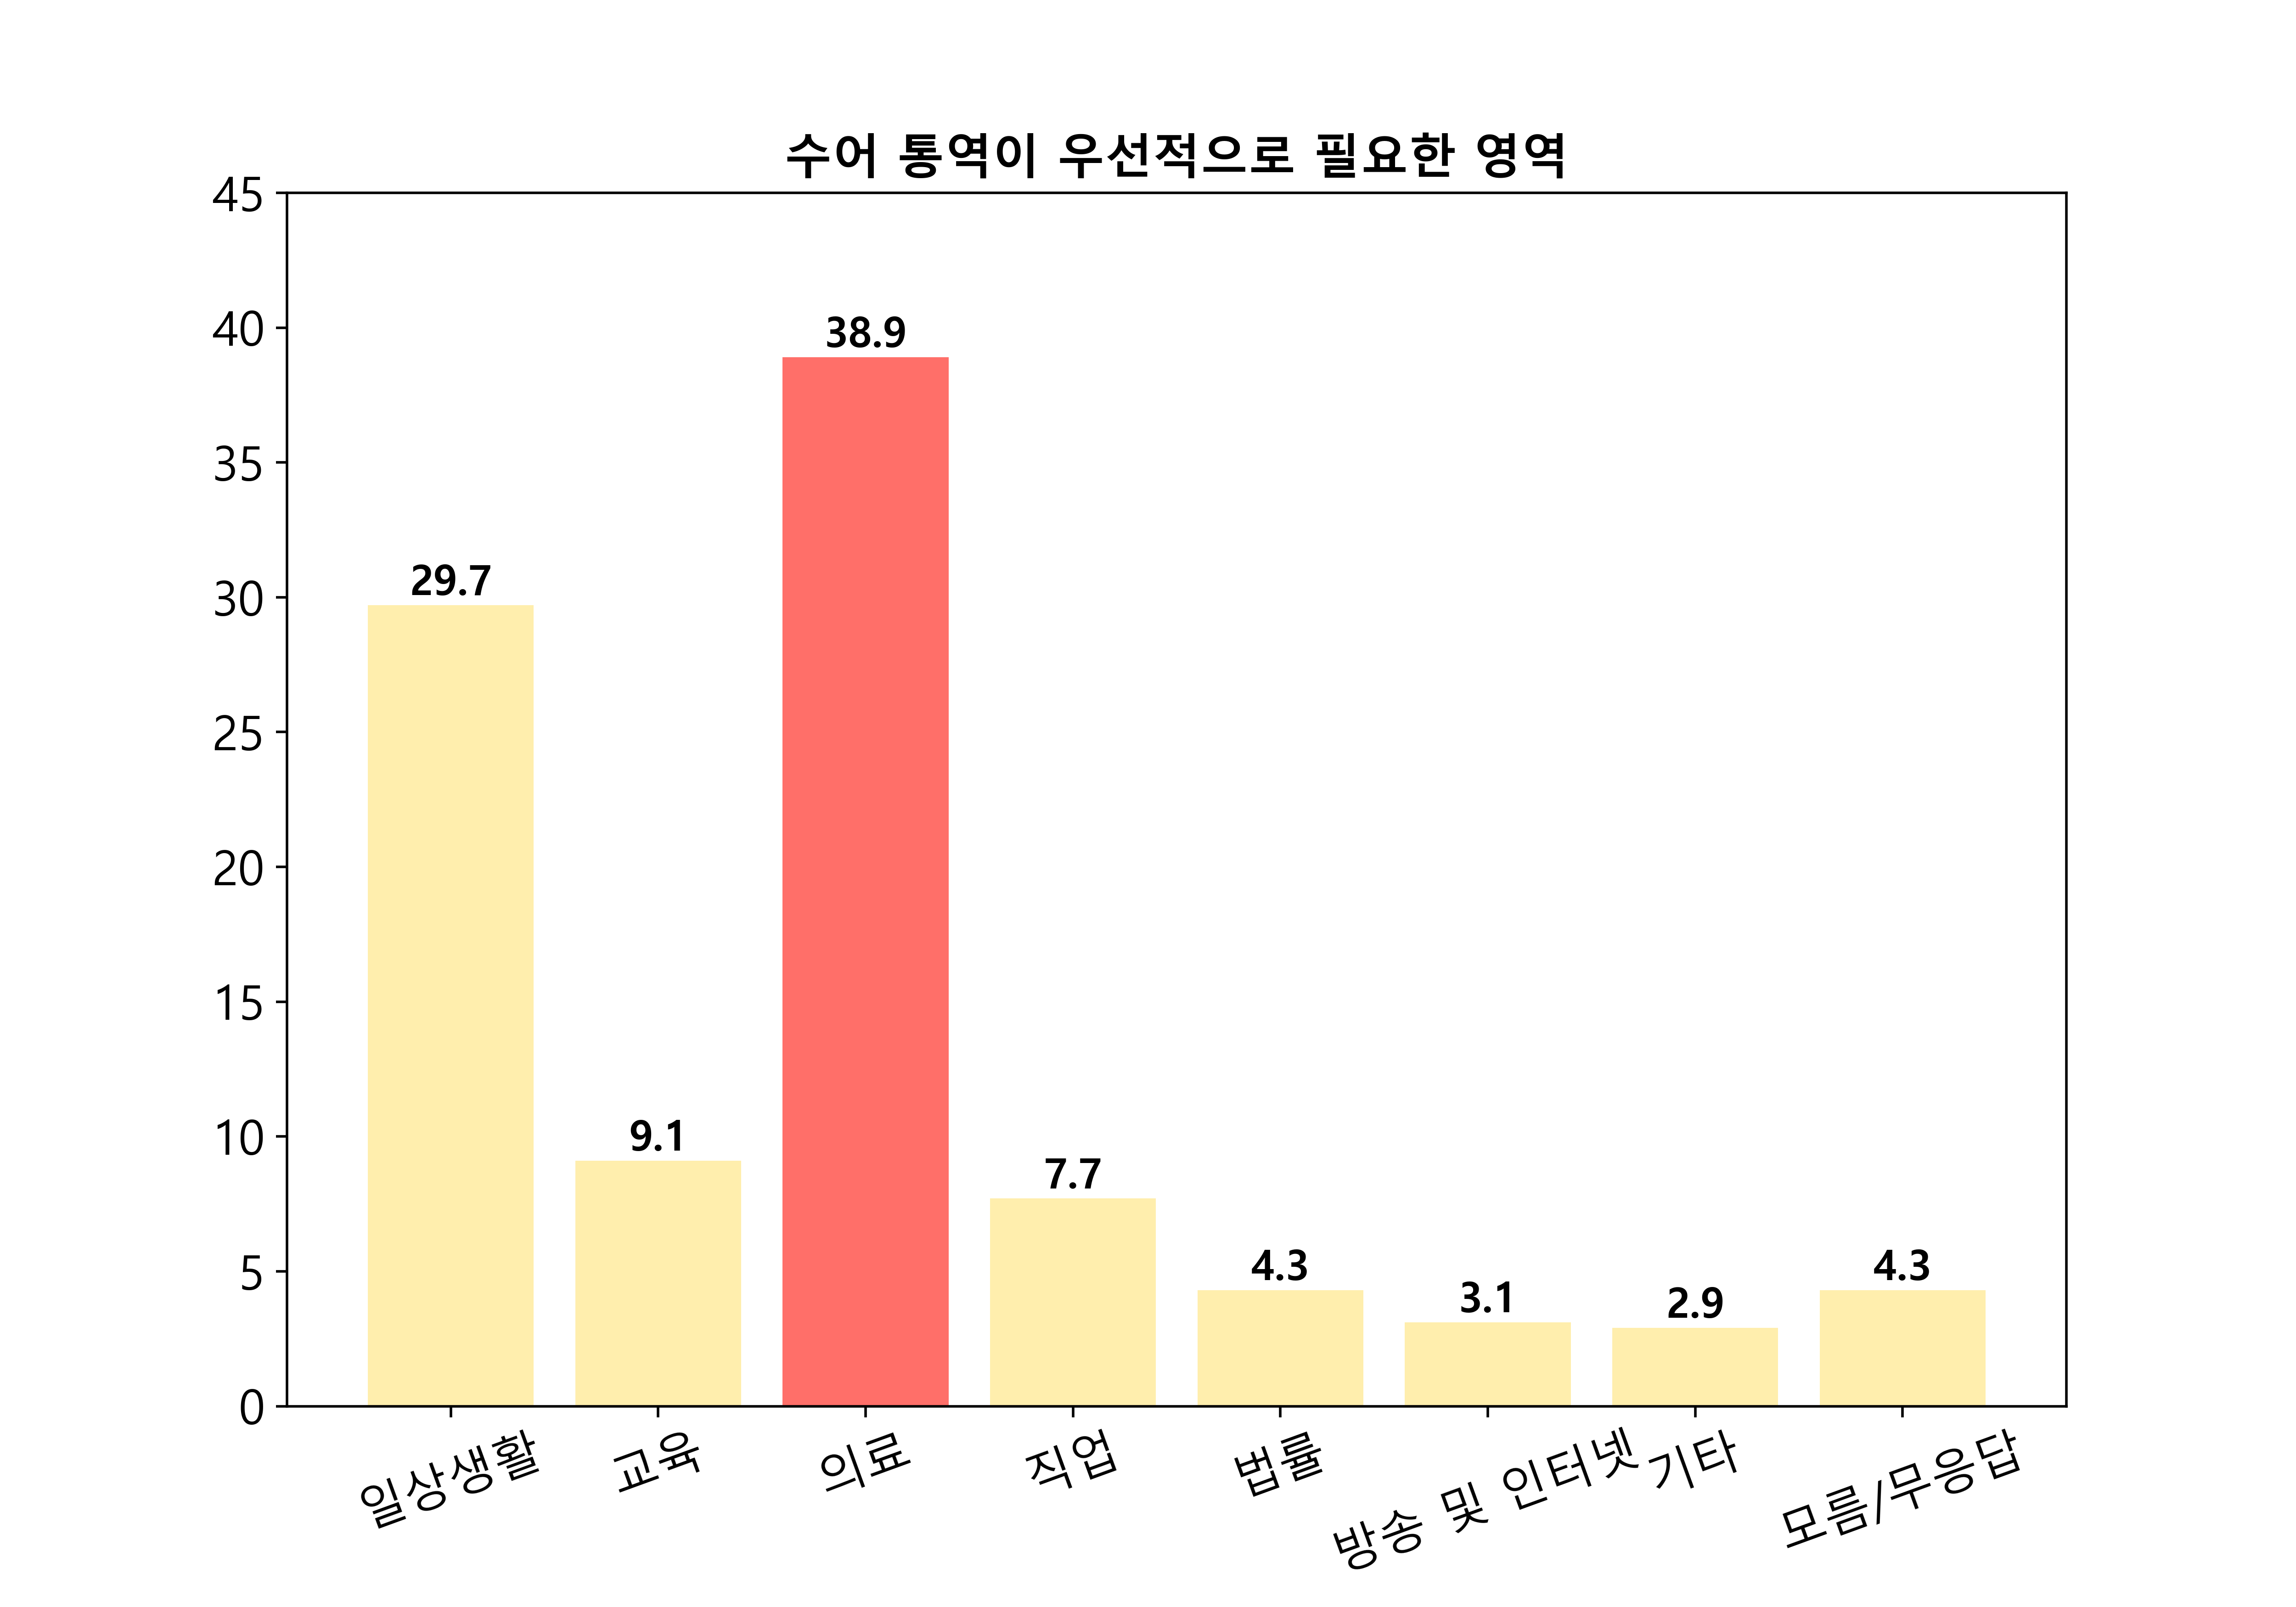 수어 통역이 우선적으로 필요한 영역
45
40
35
30
25
20
15
10
5
0
29.7
9.1
38.9
7.7
4.3
3.1
2.9
4.3
일상생활
교육
의료
직업
법률
방송 및 인터넷
기타
모름/무응답